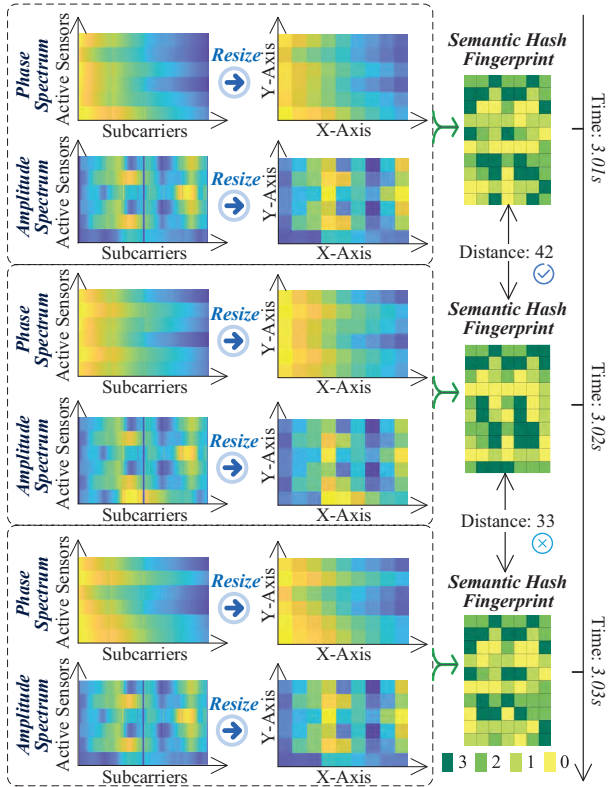 Phase
Spectrum
Active Sensors
Subcarriers
Resize
Y-Axis
X-Axis
Amplitude
Spectrum
Active Sensors
Subcarriers
Resize
Y-Axis
X-Axis
Semantic Hash
Fingerprint
Time: 3.01s
Distance: 42
Phase
Spectrum
Active Sensors
Subcarriers
Resize
Y-Axis
X-Axis
Amplitude
Spectrum
Active Sensors
Subcarriers
Resize
Y-Axis
X-Axis
Semantic Hash
Fingerprint
Time: 3.02s
Distance: 33
Phase
Spectrum
Active Sensors
Subcarriers
Resize
Y-Axis
X-Axis
Amplitude
Spectrum
Active Sensors
Subcarriers
Resize
Y-Axis
X-Axis
Semantic Hash
Fingerprint
Time: 3.03s
3 2 1 0